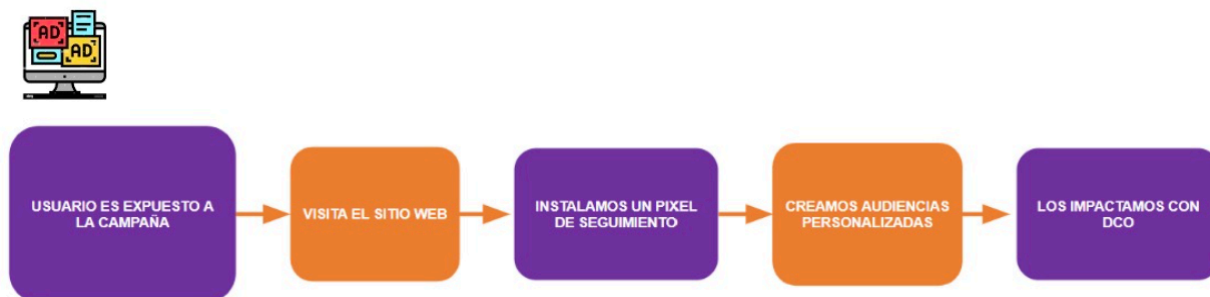 AD
AD
USUARIO ES EXPUESTO A
LA CAMPAÑA
VISITA EL SITIO WEB
INSTALAMOS UN PIXEL
DE SEGUIMIENTO
CREAMOS AUDIENCIAS
PERSONALIZADAS
LOS IMPACTAMOS CON
DCO